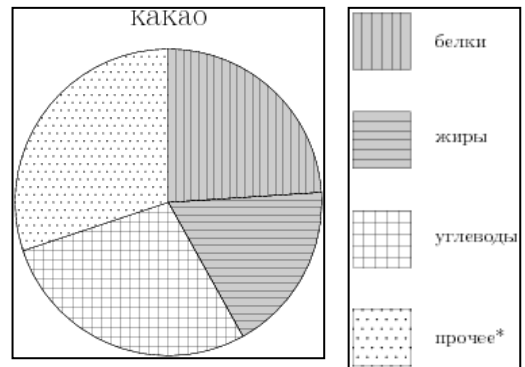 какао
белки
жиры
углеводы
прочее*